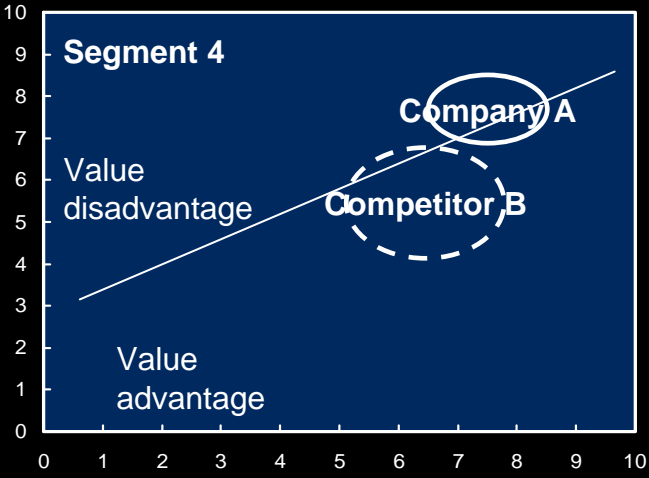 10
9
Segment 4
8
Company A
7
Value
disadvantage
6
Competitor B
5
4
3
2
Value
advantage
1
0
0 1 2 3 4 5 6 7 8 9 10